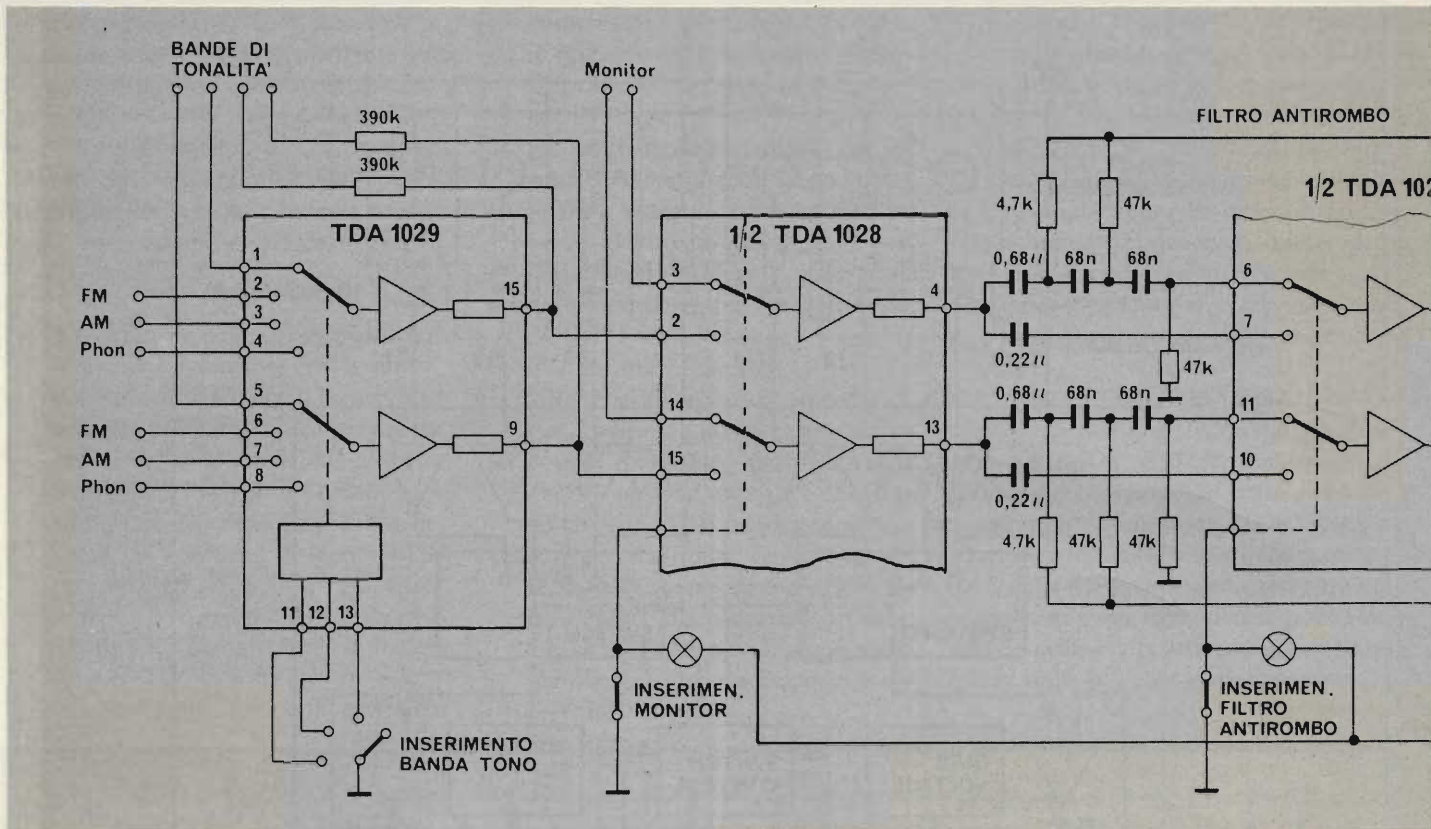 BANDE DI
TONALITA'
Monitor
390k
390k
FILTRO ANTIROMBO
TDA 1029
1/2 TDA 1028
1/2 TDA 102
4,7k
47k
0,68µ
68n
68n
0,22µ
47k
FM
AM
Phon
1
2
3
4
15
3
2
4
6
7
FM
AM
Phon
5
6
7
8
9
14
15
13
0,68µ
68n
68n
0,22µ
11
10
4,7k
47k
47k
11
12
13
INSERIMENTO
BANDA TONO
INSERIMEN.
MONITOR
INSERIMEN.
FILTRO
ANTIROMBO